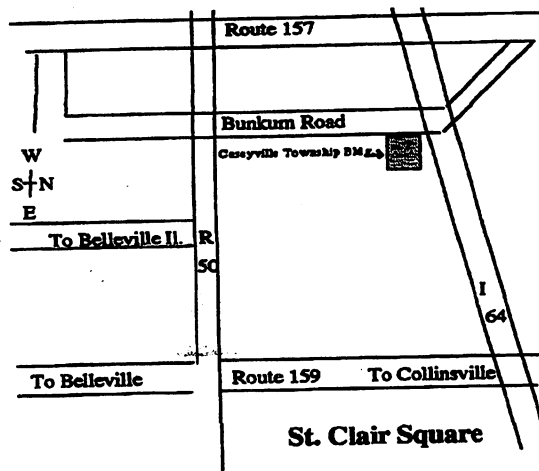 Route 157
Bunkum Road
Caseyville Township
W
S N
E
To Belleville Il.
R
50
I
64
To Belleville
Route 159
To Collinsville
St. Clair Square